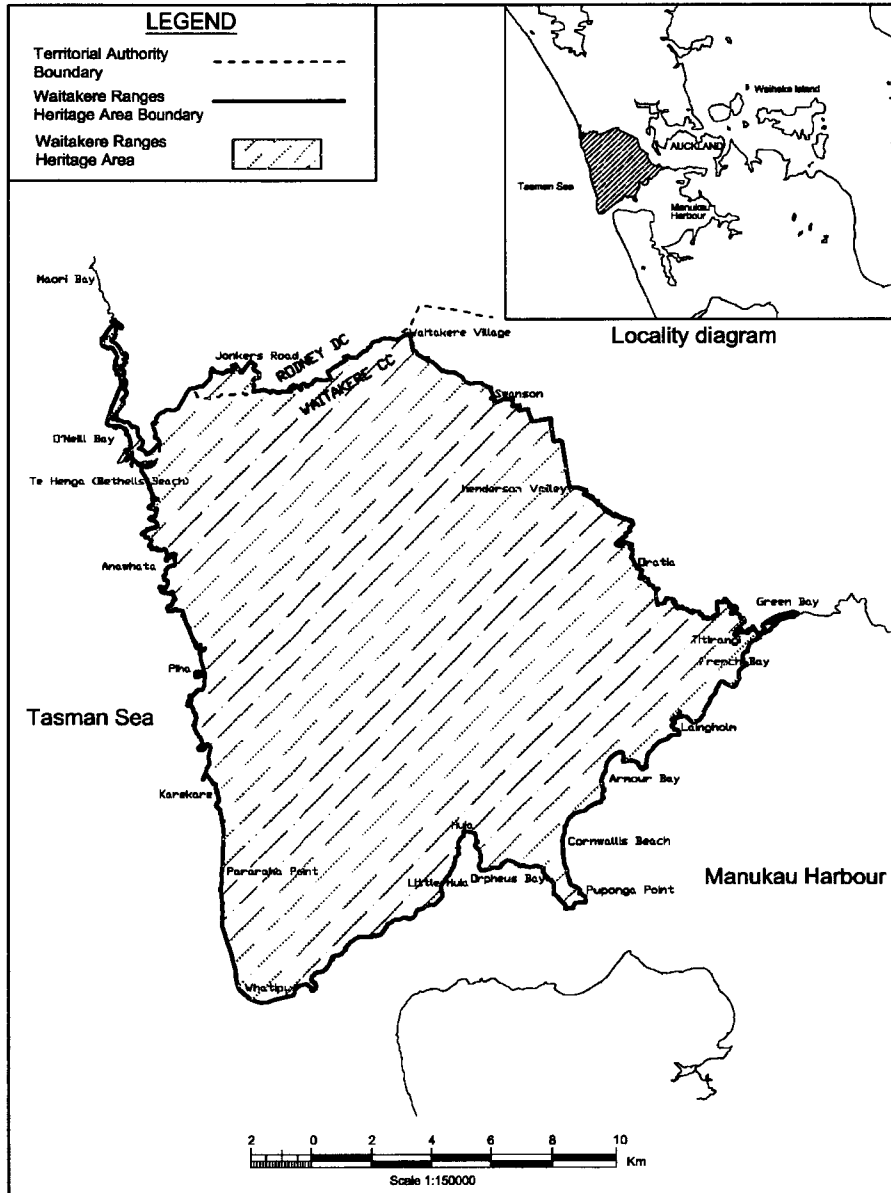 LEGEND
Territorial Authority
Boundary
Waitakere Ranges
Heritage Area Boundary
Waitakere Ranges
Heritage Area
Waiheke Island
AUCKLAND
Tasman Sea
Manukau
Harbour
Locality diagram
Maori Bay
Waitakere Village
Jonkers Road
RODNEY DC
WAITAKERE CC
Swanson
O'Neill Bay
Te Henga (Bethells Beach)
Henderson Valley
Anawhata
Oratia
Green Bay
Titirangi
French Bay
Piha
Tasman Sea
Laingholm
Armour Bay
Karekare
Huia
Cornwallis Beach
Pararaha Point
Little Huia
Orpheus Bay
Puponga Point
Manukau Harbour
Whatipu
2 0 2 4 6 8 10
Km
Scale 1:150000